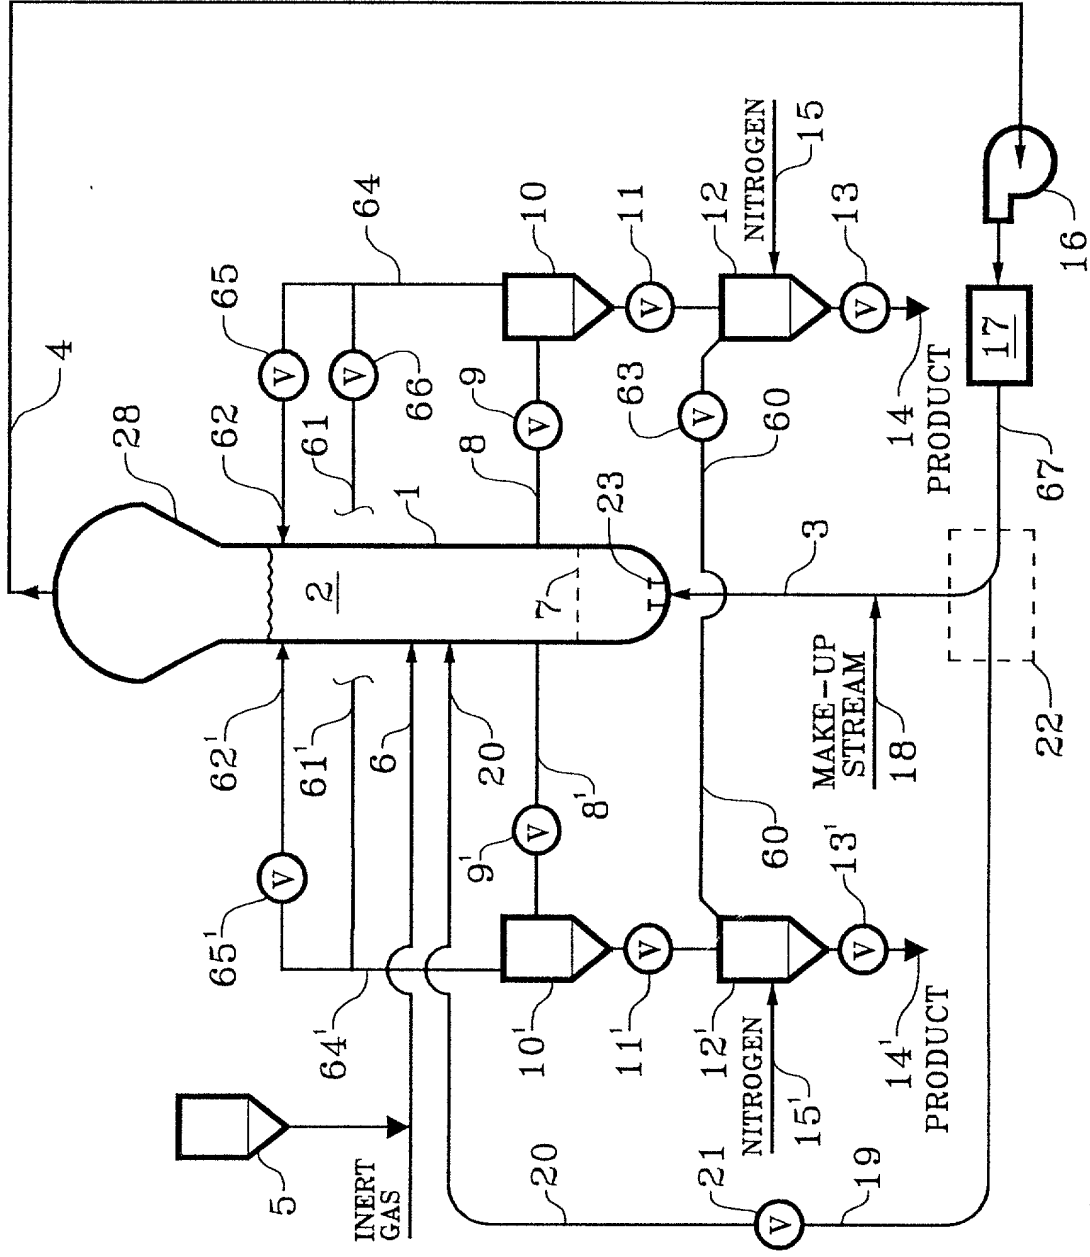 4
28
65
64
62
61
66
1
2
7
8
9
10
11
NITROGEN
15
12
13
63
60
23
3
14
PRODUCT
16
17
67
22
MAKE-UP
STREAM
18
62'
61'
6
20
8'
9'
65'
64'
10'
11'
60
12'
13'
NITROGEN
15'
14'
PRODUCT
5
INERT
GAS
20
21
19
V
V
V
V
V
V
V
V
V
V
V
V